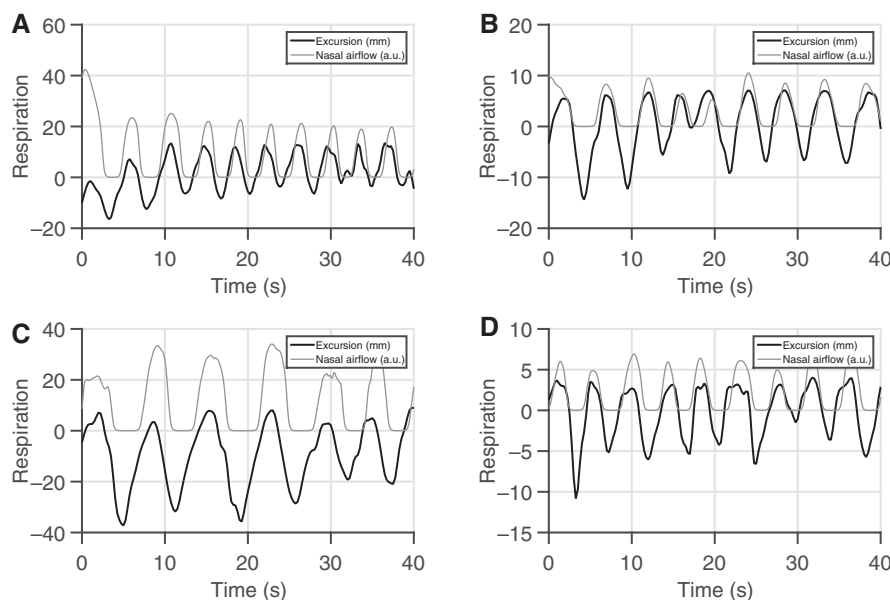 A
60
40
20
0
−20
Respiration
Excursion (mm)
Nasal airflow (a.u.)
0 10 20 30 40
Time (s)
B
20
10
0
−10
−20
Respiration
Excursion (mm)
Nasal airflow (a.u.)
0 10 20 30 40
Time (s)
C
40
20
0
−20
−40
Respiration
Excursion (mm)
Nasal airflow (a.u.)
0 10 20 30 40
Time (s)
D
10
5
0
−5
−10
−15
Respiration
Excursion (mm)
Nasal airflow (a.u.)
0 10 20 30 40
Time (s)